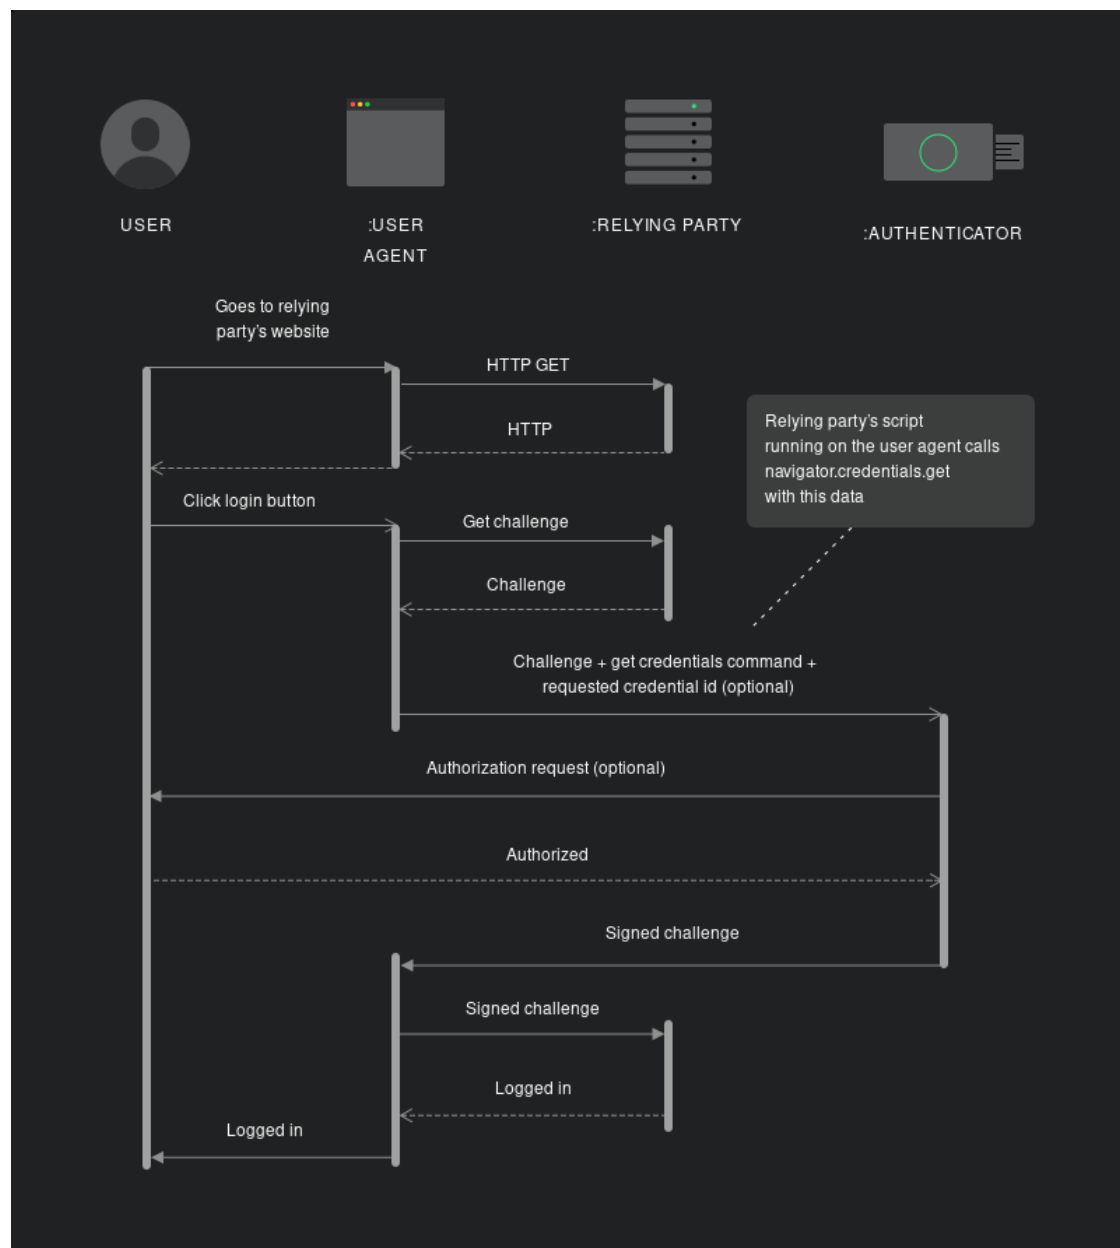 USER
:USER
AGENT
:RELYING PARTY
:AUTHENTICATOR
Goes to relying
party's website
HTTP GET
HTTP
Relying party's script
running on the user agent calls
navigator.credentials.get
with this data
Click login button
Get challenge
Challenge
Challenge + get credentials command +
requested credential id (optional)
Authorization request (optional)
Authorized
Signed challenge
Signed challenge
Logged in
Logged in